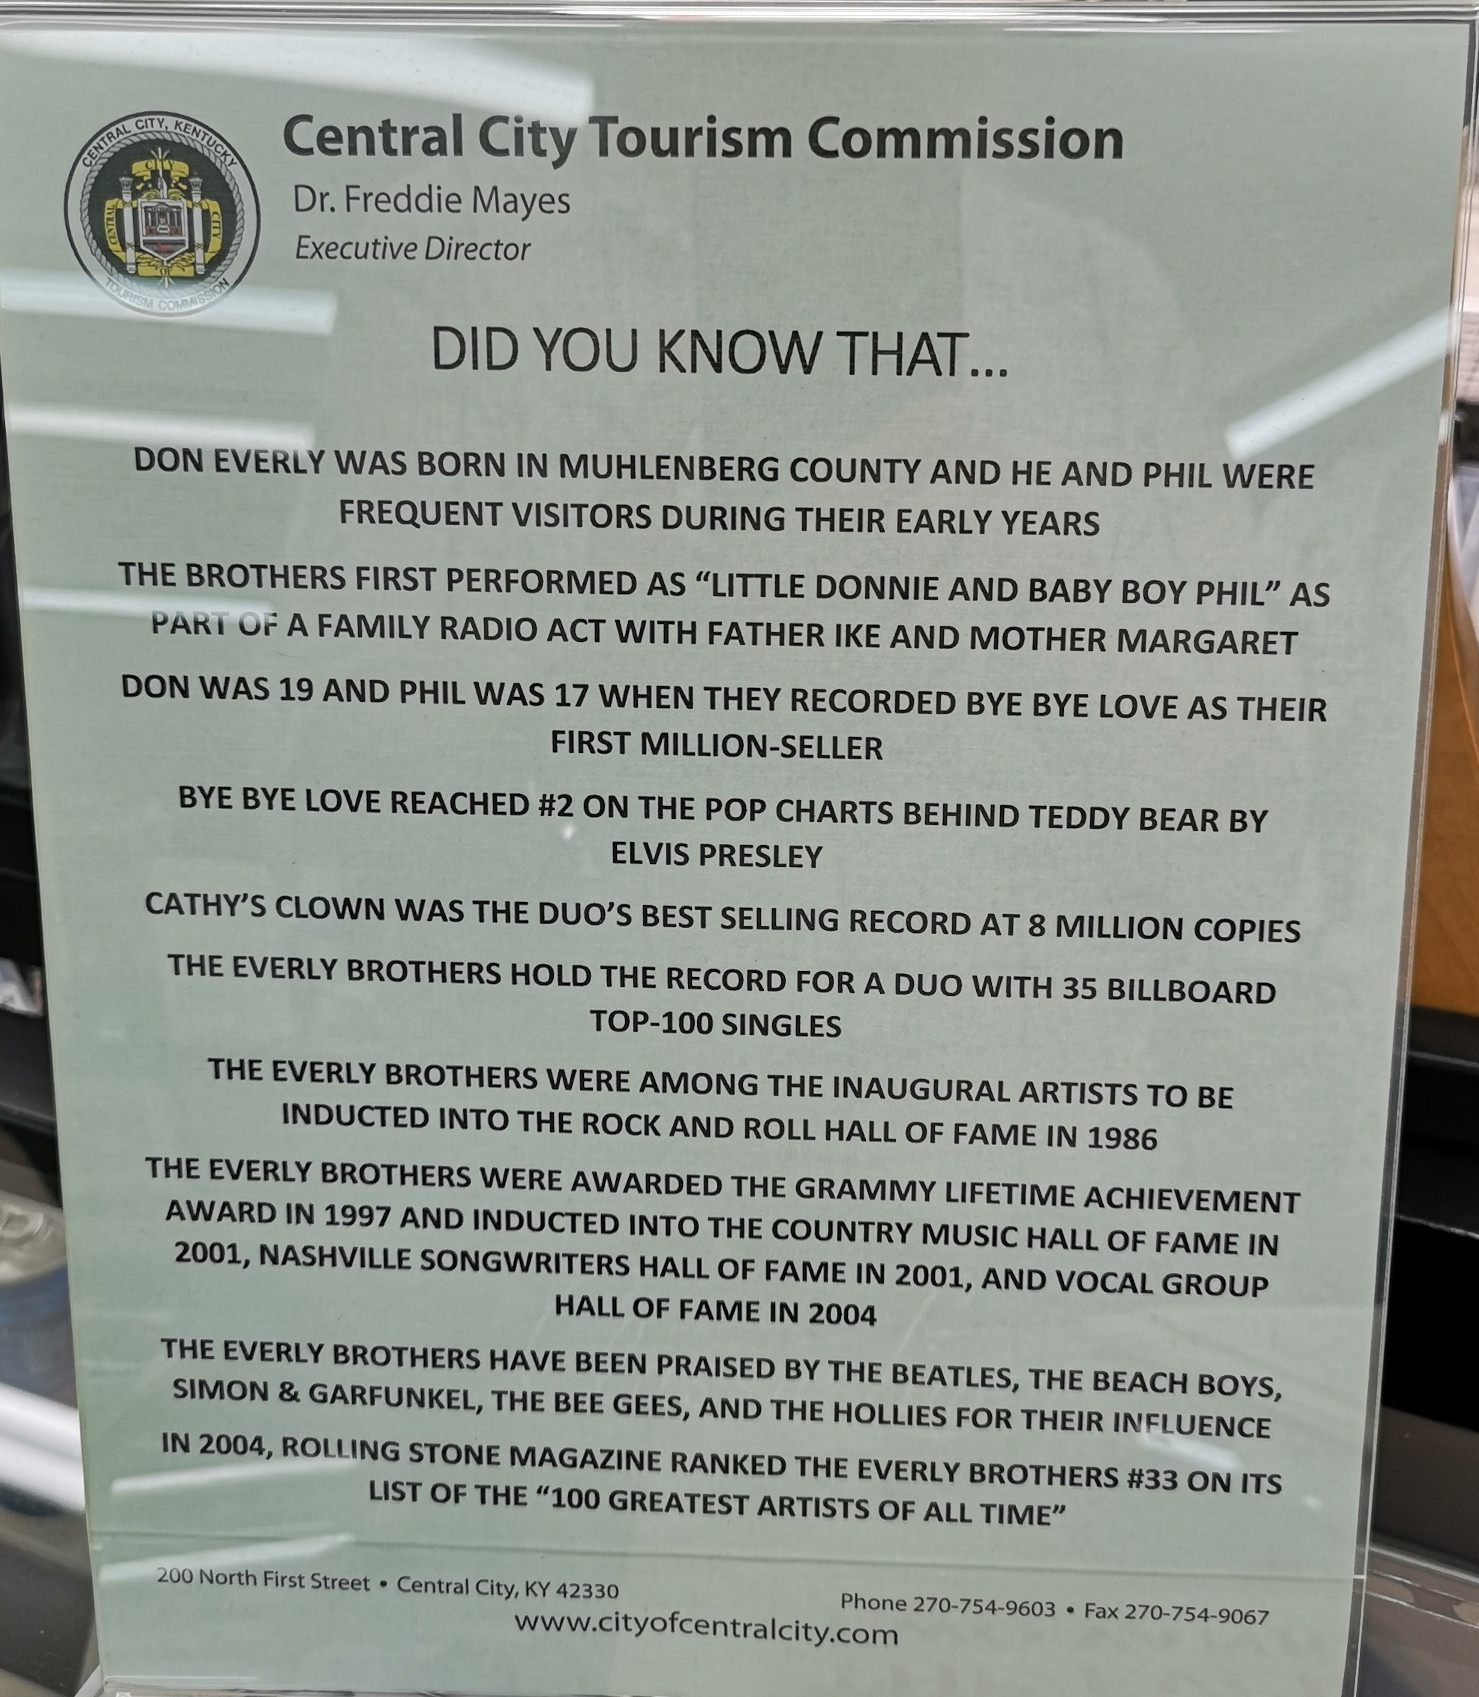 CENTRAL CITY, KENTUCKY
CITY
CENTRAL
CITY
TOURISM COMMISSION
Central City Tourism Commission
Dr. Freddie Mayes
Executive Director
DID YOU KNOW THAT...
DON EVERLY WAS BORN IN MUHLENBERG COUNTY AND HE AND PHIL WERE
FREQUENT VISITORS DURING THEIR EARLY YEARS
THE BROTHERS FIRST PERFORMED AS “LITTLE DONNIE AND BABY BOY PHIL” AS
PART OF A FAMILY RADIO ACT WITH FATHER IKE AND MOTHER MARGARET
DON WAS 19 AND PHIL WAS 17 WHEN THEY RECORDED BYE BYE LOVE AS THEIR
FIRST MILLION-SELLER
BYE BYE LOVE REACHED #2 ON THE POP CHARTS BEHIND TEDDY BEAR BY
ELVIS PRESLEY
CATHY’S CLOWN WAS THE DUO’S BEST SELLING RECORD AT 8 MILLION COPIES
THE EVERLY BROTHERS HOLD THE RECORD FOR A DUO WITH 35 BILLBOARD
TOP-100 SINGLES
THE EVERLY BROTHERS WERE AMONG THE INAUGURAL ARTISTS TO BE
INDUCTED INTO THE ROCK AND ROLL HALL OF FAME IN 1986
THE EVERLY BROTHERS WERE AWARDED THE GRAMMY LIFETIME ACHIEVEMENT
AWARD IN 1997 AND INDUCTED INTO THE COUNTRY MUSIC HALL OF FAME IN
2001, NASHVILLE SONGWRITERS HALL OF FAME IN 2001, AND VOCAL GROUP
HALL OF FAME IN 2004
THE EVERLY BROTHERS HAVE BEEN PRAISED BY THE BEATLES, THE BEACH BOYS,
SIMON & GARFUNKEL, THE BEE GEES, AND THE HOLLIES FOR THEIR INFLUENCE
IN 2004, ROLLING STONE MAGAZINE RANKED THE EVERLY BROTHERS #33 ON ITS
LIST OF THE “100 GREATEST ARTISTS OF ALL TIME”
200 North First Street • Central City, KY 42330
Phone 270-754-9603 • Fax 270-754-9067
www.cityofcentralcity.com